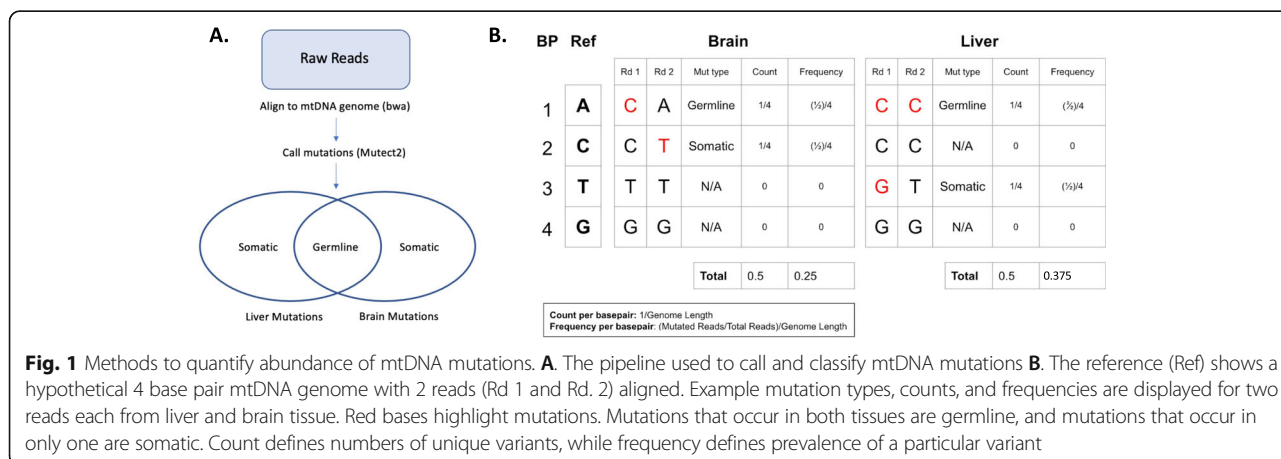 A.
Raw Reads
Align to mtDNA genome (bwa)
Call mutations (Mutect2)
Somatic Germline Somatic
Liver Mutations Brain Mutations
B.
BP Ref Brain Liver
Rd 1 Rd 2 Mut type Count Frequency Rd 1 Rd 2 Mut type Count Frequency
1 A C A Germline 1/4 (½)/4 C C Germline 1/4 (²⁄₂)/4
2 C C T Somatic 1/4 (½)/4 C C N/A 0 0
3 T T T N/A 0 0 G T Somatic 1/4 (½)/4
4 G G G N/A 0 0 G G N/A 0 0
Total 0.5 0.25 Total 0.5 0.375
Count per basepair: 1/Genome Length
Frequency per basepair: (Mutated Reads/Total Reads)/Genome Length
Fig. 1 Methods to quantify abundance of mtDNA mutations. A. The pipeline used to call and classify mtDNA mutations B. The reference (Ref) shows a
hypothetical 4 base pair mtDNA genome with 2 reads (Rd 1 and Rd. 2) aligned. Example mutation types, counts, and frequencies are displayed for two
reads each from liver and brain tissue. Red bases highlight mutations. Mutations that occur in both tissues are germline, and mutations that occur in
only one are somatic. Count defines numbers of unique variants, while frequency defines prevalence of a particular variant